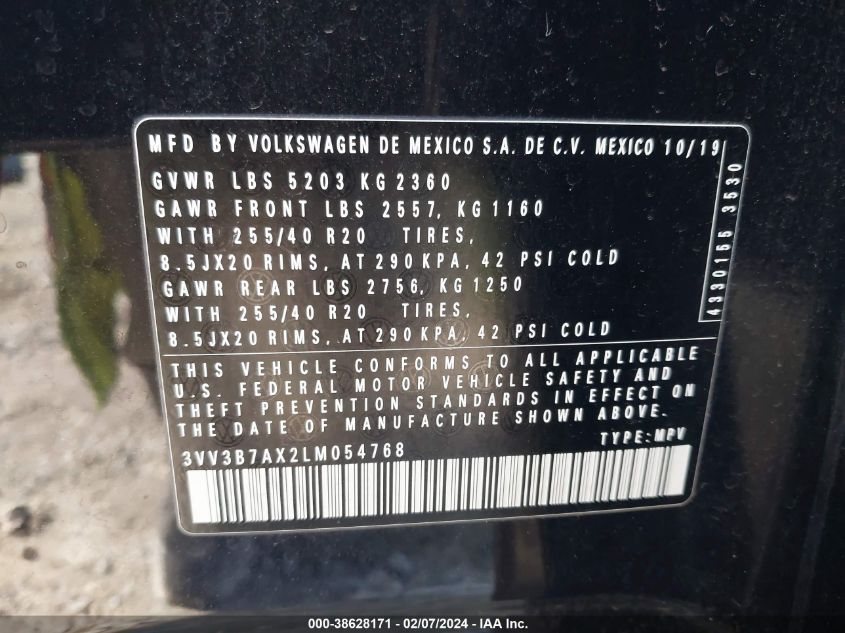 MFD BY VOLKSWAGEN DE MEXICO S.A. DE C.V. MEXICO 10/19
GVWR LBS 5203 KG 2360
GAWR FRONT LBS 2557, KG 1160
WITH 255/40 R20 TIRES,
8.5JX20 RIMS, AT 290 KPA, 42 PSI COLD
GAWR REAR LBS 2756, KG 1250
WITH 255/40 R20 TIRES,
8.5JX20 RIMS, AT 290 KPA, 42 PSI COLD
4330155 3530
THIS VEHICLE CONFORMS TO ALL APPLICABLE
U.S. FEDERAL MOTOR VEHICLE SAFETY AND
THEFT PREVENTION STANDARDS IN EFFECT ON
THE DATE OF MANUFACTURE SHOWN ABOVE.
TYPE:MPV
3VV3B7AX2LM054768
000-38628171 - 02/07/2024 - IAA Inc.